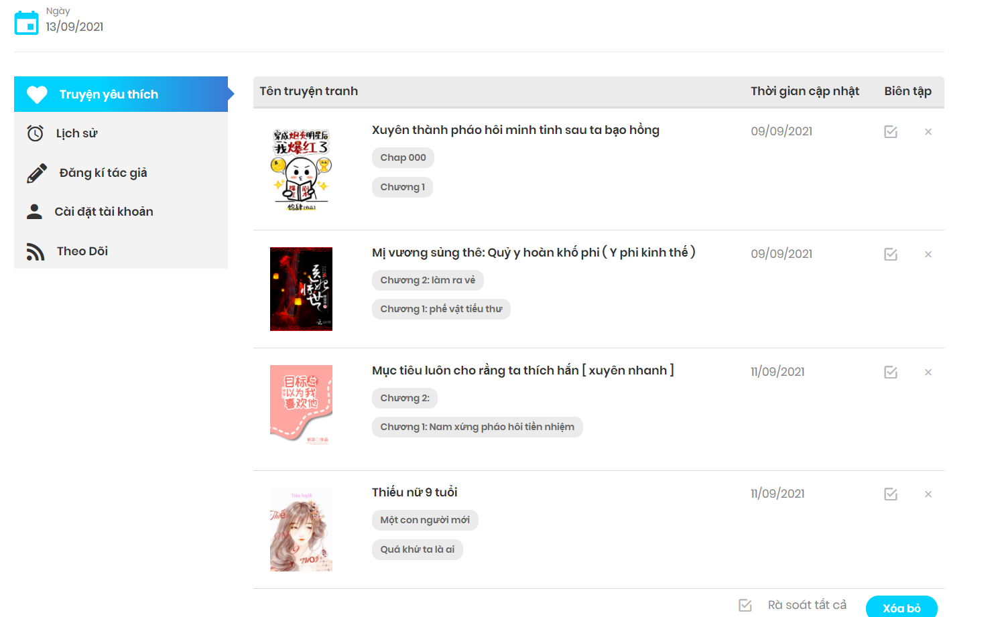 Ngày
13/09/2021
Truyện yêu thích
Lịch sử
Đăng kí tác giả
Cài đặt tài khoản
Theo Dõi
Tên truyện tranh Thời gian cập nhật Biên tập
穿成炮灰明星后
我爆红了
Xuyên thành pháo hôi minh tinh sau ta bạo hồng 09/09/2021
Chap 000
Chương 1
医妃
惊世
Mị vương sủng thê: Quỷ y hoàn khố phi ( Y phi kinh thế ) 09/09/2021
Chương 2: làm ra vẻ
Chương 1: phế vật tiểu thư
目标总
以为我
喜欢他
Mục tiêu luôn cho rằng ta thích hắn [ xuyên nhanh ] 11/09/2021
Chương 2:
Chương 1: Nam xứng pháo hôi tiền nhiệm
Thiếu nữ 9 tuổi 11/09/2021
Một con người mới
Quá khứ ta là ai
Rà soát tất cả Xóa bỏ